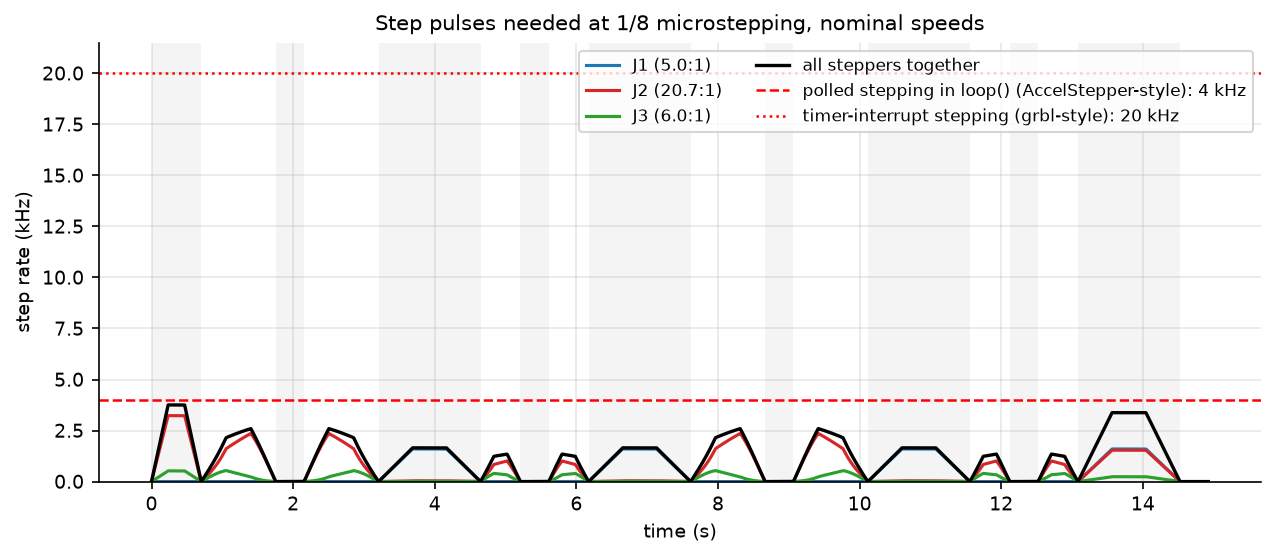 Step pulses needed at 1/8 microstepping, nominal speeds
J1 (5.0:1)
J2 (20.7:1)
J3 (6.0:1)
all steppers together
polled stepping in loop() (AccelStepper-style): 4 kHz
timer-interrupt stepping (grbl-style): 20 kHz
step rate (kHz)
20.0
17.5
15.0
12.5
10.0
7.5
5.0
2.5
0.0
0 2 4 6 8 10 12 14
time (s)